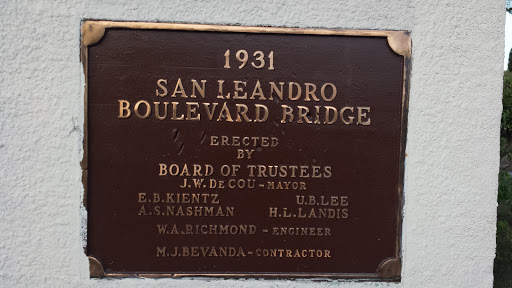 1931
SAN LEANDRO
BOULEVARD BRIDGE
ERECTED
BY
BOARD OF TRUSTEES
J.W. DE COU - MAYOR
E.B. KIENTZ U.B. LEE
A.S. NASHMAN H.L. LANDIS
W.A. RICHMOND - ENGINEER
M.J. BEVANDA - CONTRACTOR